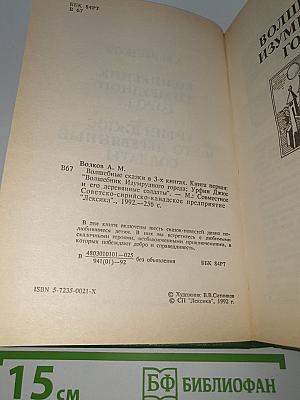 ББК 84Р7
В 67
ВОЛШ
ИЗУМР
ГО
Волков А. М.
В67 Волшебные сказки в 3-х книгах. Книга первая:
"Волшебник Изумрудного города; Урфин Джюс
и его деревянные солдаты". — М.: Совместное
Советско-сирийско-канадское предприятие
"Лексика"., 1992.—256 с.
В эти книги включены шесть сказок-повестей давно по-
любившихся детям. В них вы встретитесь с любимыми
сказочными героями, необыкновенными приключениями, в
которых побеждают добро и справедливость.
В 4803010101—025
941(01)—92 без объявления ББК 84Р7
ISBN 5-7235-0021-X
© Художник: В.В.
© СП "Лексика", 1992 г.
15 см
БФ БИБЛИОФАН